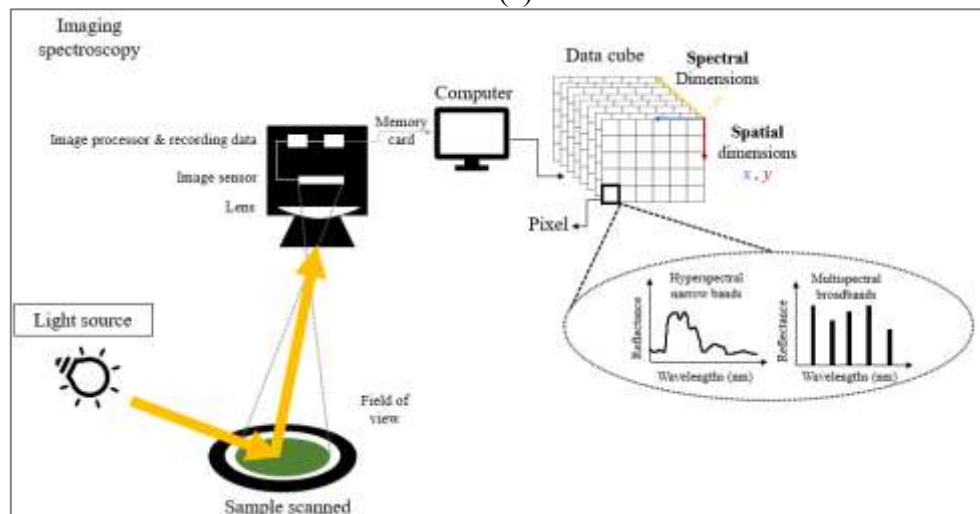 Imaging
spectroscopy
Data cube
Spectral
Dimensions
z
Computer
Memory
card
Image processor & recording data
Spatial
dimensions
x , y
Image sensor
Lens
Pixel
Hyperspectral
narrow bands
Reflectance
Wavelengths (nm)
Multispectral
broadbands
Reflectance
Wavelengths (nm)
Light source
Field of
view
Sample scanned